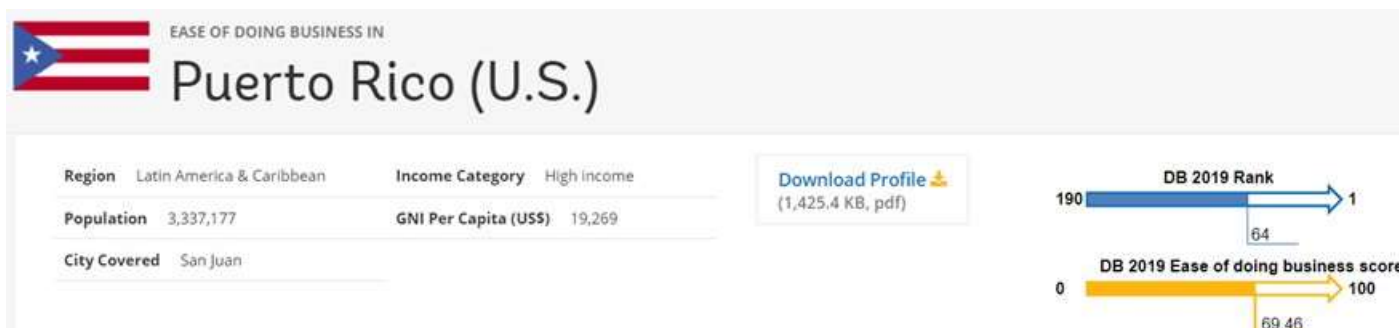 EASE OF DOING BUSINESS IN
Puerto Rico (U.S.)
Region Latin America & Caribbean
Income Category High income
Population 3,337,177
GNI Per Capita (US$) 19,269
City Covered San Juan
Download Profile
(1,425.4 KB, pdf)
DB 2019 Rank
190 1
64
DB 2019 Ease of doing business score
0 100
69.46